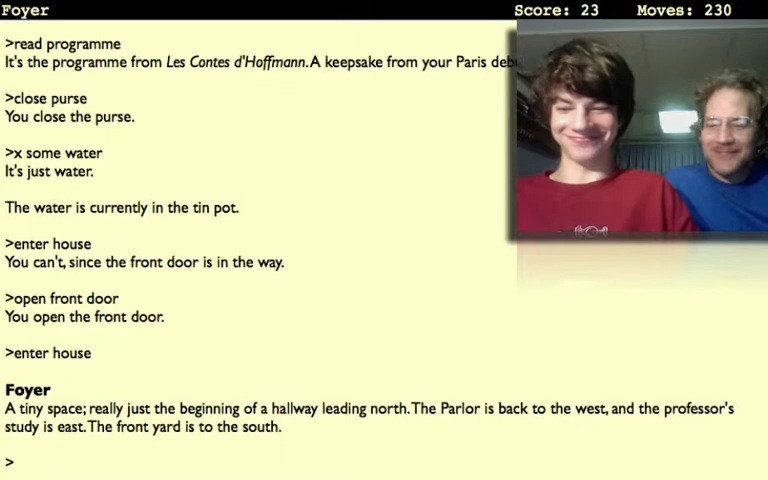 Foyer Score: 23 Moves: 230
>read programme
It's the programme from Les Contes d'Hoffmann. A keepsake from your Paris
>close purse
You close the purse.
>x some water
It's just water.
The water is currently in the tin pot.
>enter house
You can't, since the front door is in the way.
>open front door
You open the front door.
>enter house
Foyer
A tiny space; really just the beginning of a hallway leading north. The Parlor is back to the west, and the professor's
study is east. The front yard is to the south.
>